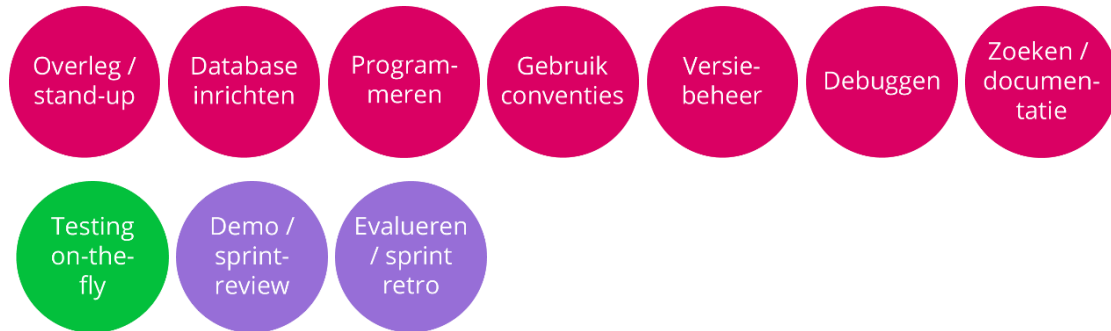 Overleg /
stand-up
Database
inrichten
Program-
meren
Gebruik
conventies
Versie-
beheer
Debuggen
Zoeken /
documen-
tatie
Testing
on-the-
fly
Demo /
sprint-
review
Evalueren
/ sprint
retro